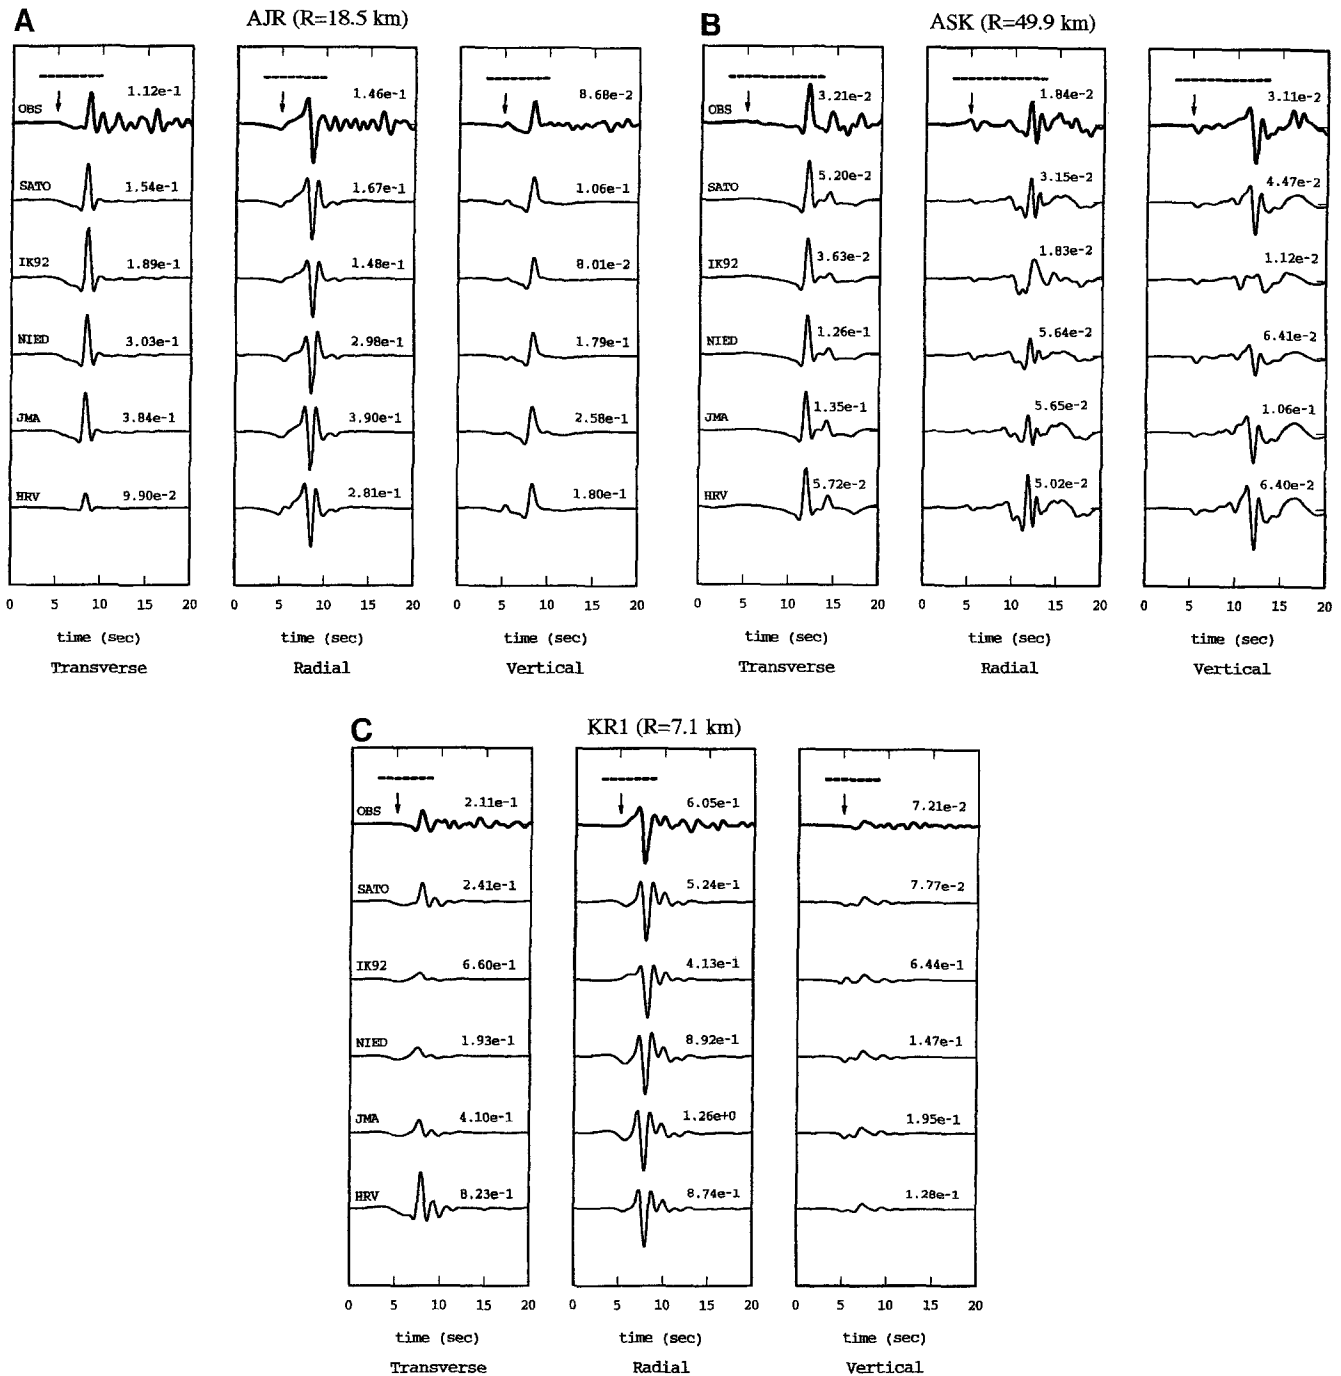 A
AJR (R=18.5 km)
OBS 1.12e-1 1.46e-1 8.68e-2
SATO 1.54e-1 1.67e-1 1.06e-1
IK92 1.89e-1 1.48e-1 8.01e-2
NIED 3.03e-1 2.98e-1 1.79e-1
JMA 3.84e-1 3.90e-1 2.58e-1
HRV 9.90e-2 2.81e-1 1.80e-1
0 5 10 15 20 0 5 10 15 20 0 5 10 15 20
time (sec) time (sec) time (sec)
Transverse Radial Vertical
B
ASK (R=49.9 km)
OBS 3.21e-2 1.84e-2 3.11e-2
SATO 5.20e-2 3.15e-2 4.47e-2
IK92 3.63e-2 1.83e-2 1.12e-2
NIED 1.26e-1 5.64e-2 6.41e-2
JMA 1.35e-1 5.65e-2 1.06e-1
HRV 5.72e-2 5.02e-2 6.40e-2
0 5 10 15 20 0 5 10 15 20 0 5 10 15 20
time (sec) time (sec) time (sec)
Transverse Radial Vertical
C
KR1 (R=7.1 km)
OBS 2.11e-1 6.05e-1 7.21e-2
SATO 2.41e-1 5.24e-1 7.77e-2
IK92 6.60e-1 4.13e-1 6.44e-1
NIED 1.93e-1 8.92e-1 1.47e-1
JMA 4.10e-1 1.26e+0 1.95e-1
HRV 8.23e-1 8.74e-1 1.28e-1
0 5 10 15 20 0 5 10 15 20 0 5 10 15 20
time (sec) time (sec) time (sec)
Transverse Radial Vertical